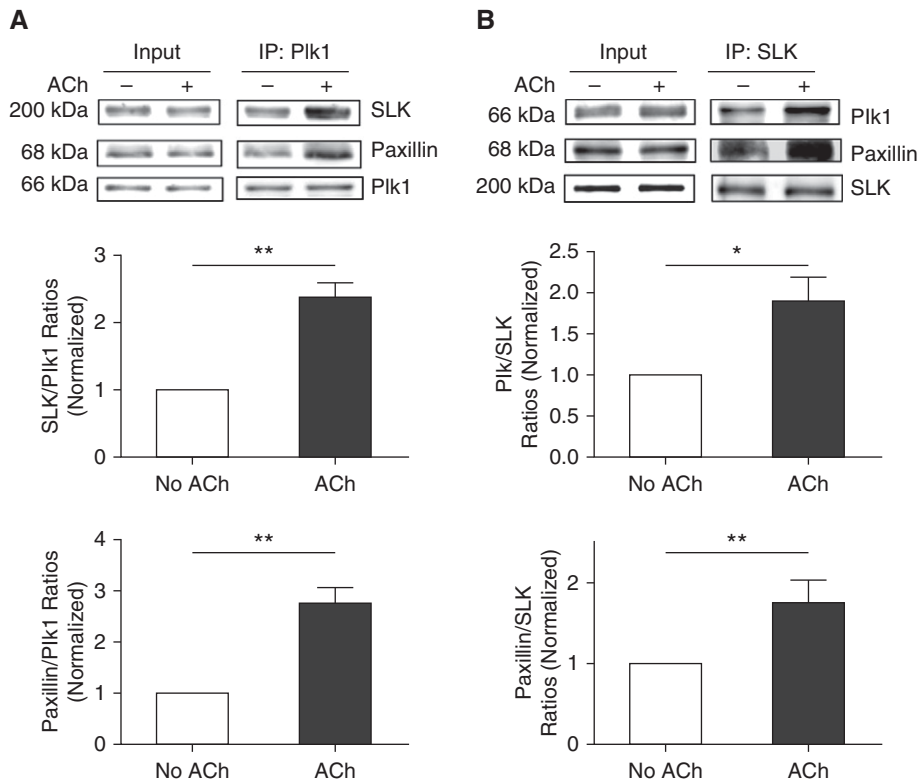 A
Input IP: Plk1
ACh – + – +
200 kDa SLK
68 kDa Paxillin
66 kDa Plk1
3
2
1
0
SLK/Plk1 Ratios
(Normalized)
**
No ACh ACh
4
3
2
1
0
Paxillin/Plk1 Ratios
(Normalized)
**
No ACh ACh
B
Input IP: SLK
ACh – + – +
66 kDa Plk1
68 kDa Paxillin
200 kDa SLK
2.5
2.0
1.5
1.0
0.5
0.0
Plk/SLK
Ratios (Normalized)
*
No ACh ACh
2
1
0
Paxillin/SLK
Ratios (Normalized)
**
No ACh ACh